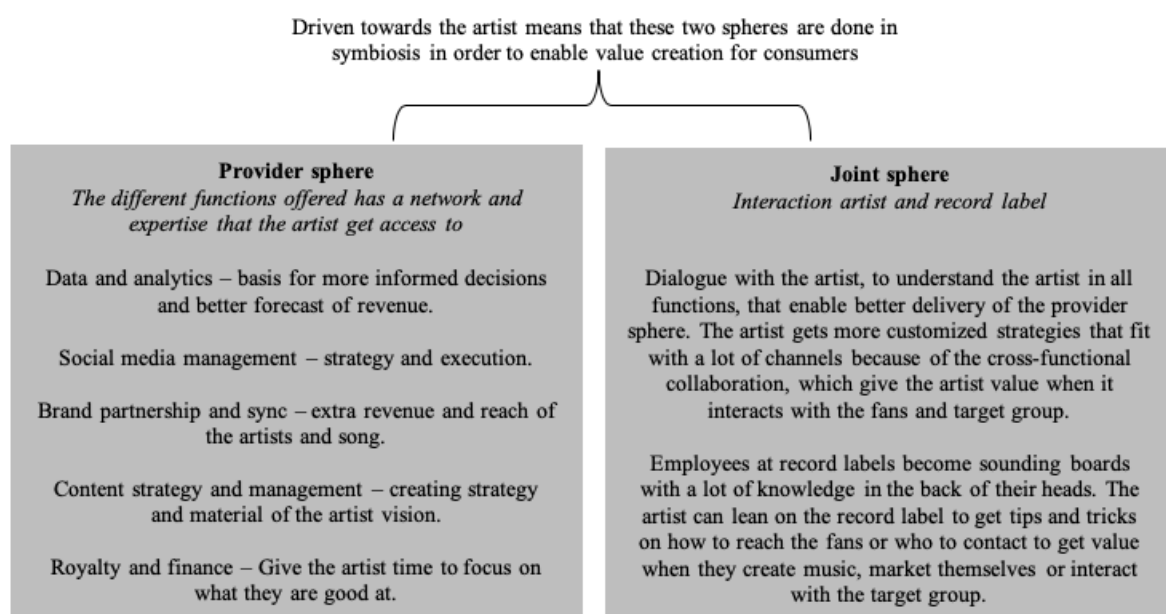 Driven towards the artist means that these two spheres are done in
symbiosis in order to enable value creation for consumers
Provider sphere
The different functions offered has a network and
expertise that the artist get access to
Data and analytics – basis for more informed decisions
and better forecast of revenue.
Social media management – strategy and execution.
Brand partnership and sync – extra revenue and reach of
the artists and song.
Content strategy and management – creating strategy
and material of the artist vision.
Royalty and finance – Give the artist time to focus on
what they are good at.
Joint sphere
Interaction artist and record label
Dialogue with the artist, to understand the artist in all
functions, that enable better delivery of the provider
sphere. The artist gets more customized strategies that fit
with a lot of channels because of the cross-functional
collaboration, which give the artist value when it
interacts with the fans and target group.
Employees at record labels become sounding boards
with a lot of knowledge in the back of their heads. The
artist can lean on the record label to get tips and tricks
on how to reach the fans or who to contact to get value
when they create music, market themselves or interact
with the target group.